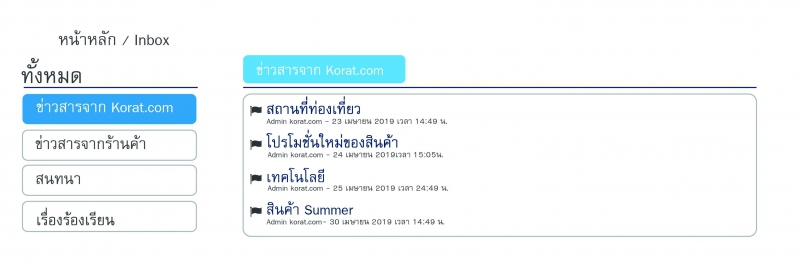 หน้าหลัก / Inbox
ทั้งหมด
ข่าวสารจาก Korat.com
ข่าวสารจากร้านค้า
สนทนา
เรื่องร้องเรียน
ข่าวสารจาก Korat.com
สถานที่ท่องเที่ยว
Admin korat.com - 23 เมษายน 2019 เวลา 14:49 น.
โปรโมชั่นใหม่ของสินค้า
Admin korat.com - 24 เมษายน 2019เวลา 15:05น.
เทคโนโลยี
Admin korat.com - 25 เมษายน 2019 เวลา 24:49 น.
สินค้า Summer
Admin korat.com- 30 เมษายน 2019 เวลา 14:49 น.